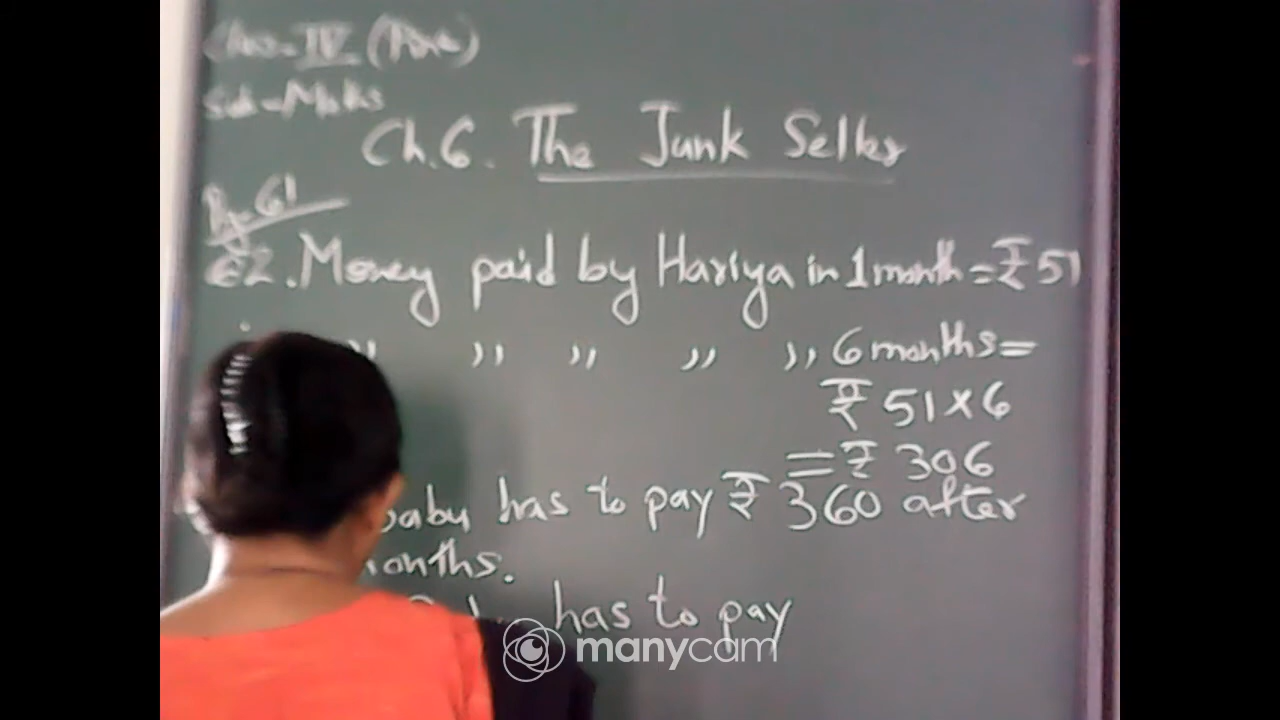 Class-IV (
Sub-Maths
Ch.6. The Junk Seller
Pg-61
Q2. Money paid by Hariya in 1 month = ₹ 51
,, ,, ,, ,, ,, 6 months =
₹ 51 × 6
= ₹ 306
baby has to pay ₹ 360 after
months.
has to pay
manycam